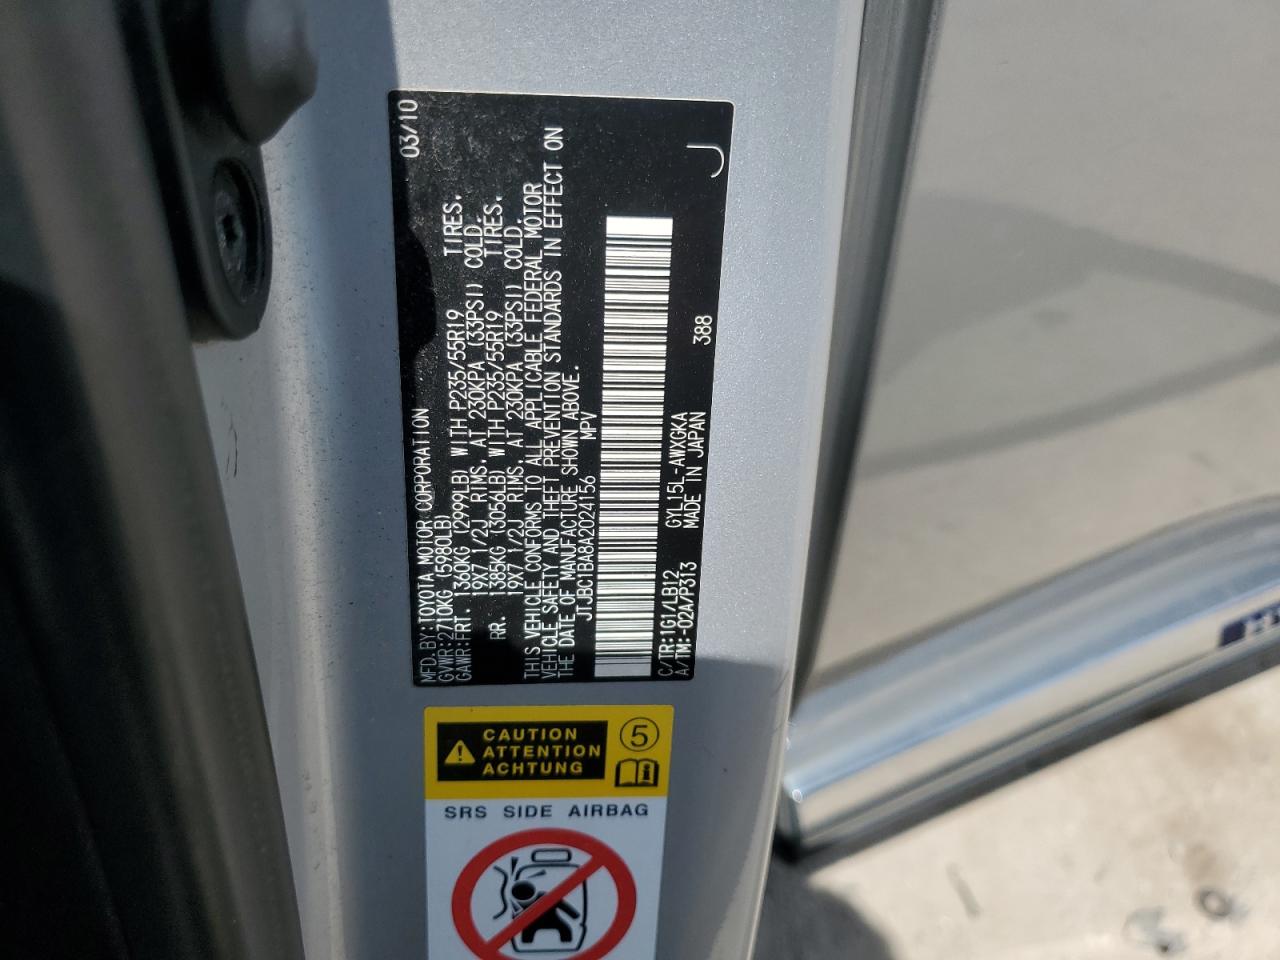 MFD. BY: TOYOTA MOTOR CORPORATION 03/10
GVWR: 2710KG (5980LB)
GAWR: FRT. 1360KG (2999LB) WITH P235/55R19 TIRES.
19X7 1/2J RIMS, AT 230KPA (33PSI) COLD.
RR. 1385KG (3056LB) WITH P235/55R19 TIRES.
19X7 1/2J RIMS, AT 230KPA (33PSI) COLD.
THIS VEHICLE CONFORMS TO ALL APPLICABLE FEDERAL MOTOR
VEHICLE SAFETY AND THEFT PREVENTION STANDARDS IN EFFECT ON
THE DATE OF MANUFACTURE SHOWN ABOVE.
JTJBC1BA8A2024156 MPV
C/TR: 1G1/LB12 GYL15L-AWXGKA
A/TM: -02A/P313 MADE IN JAPAN 388 J
CAUTION
ATTENTION
ACHTUNG
5
SRS SIDE AIRBAG